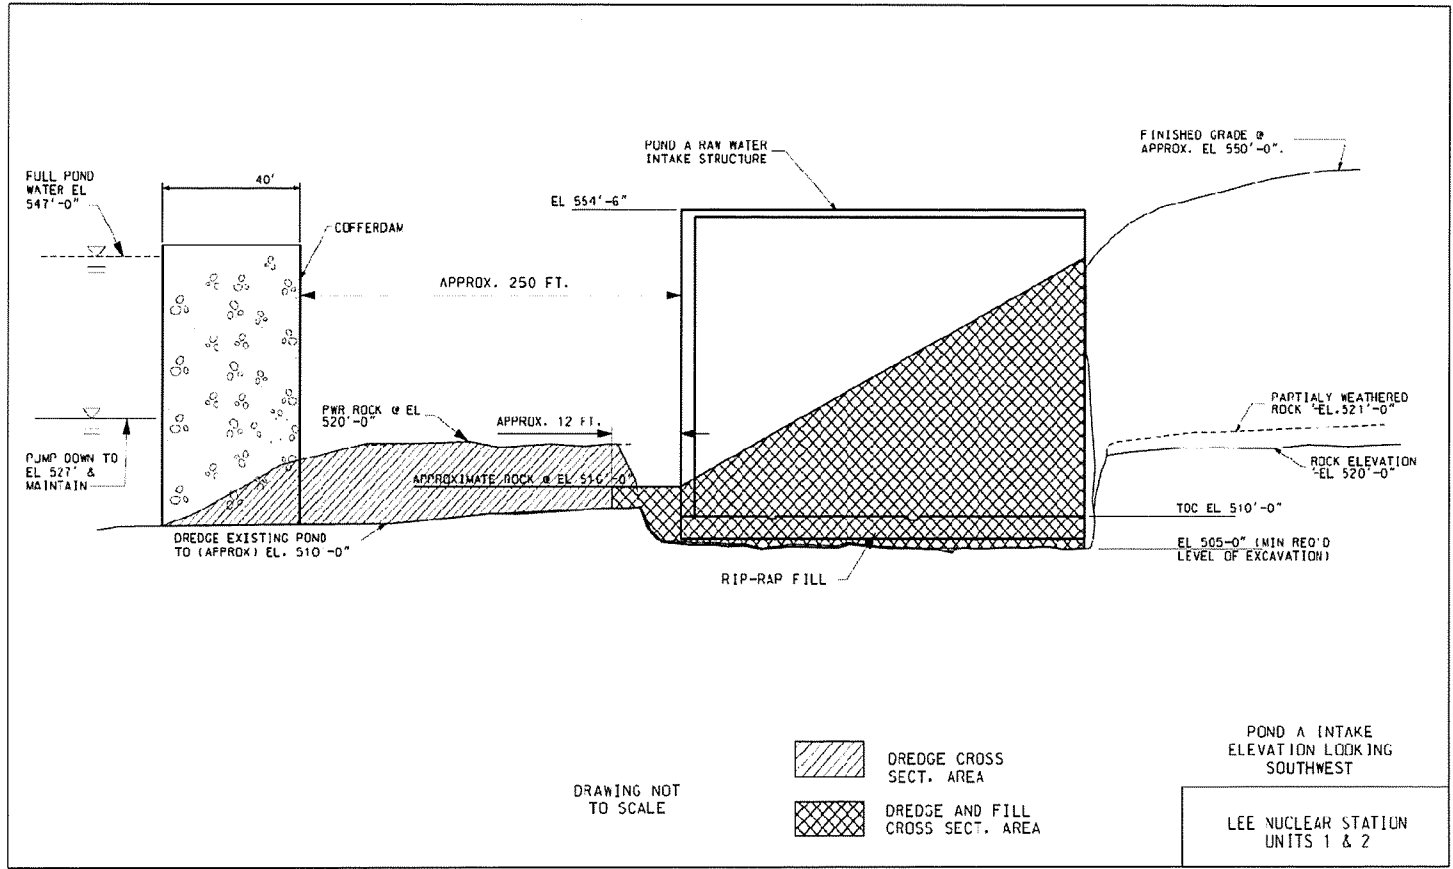 FINISHED GRADE @
APPROX. EL 550'-0".
POND A RAW WATER
INTAKE STRUCTURE
FULL POND
WATER EL
547'-0"
40'
EL 554'-6"
COFFERDAM
APPROX. 250 FT.
PWR ROCK @ EL
520'-0"
APPROX. 12 FT.
PARTIALY WEATHERED
ROCK ~EL.521'-0"
PUMP DOWN TO
EL 527' &
MAINTAIN
ROCK ELEVATION
~EL 520'-0"
APPROXIMATE ROCK @ EL 516'-0"
TOC EL 510'-0"
DREDGE EXISTING POND
TO (APPROX) EL. 510'-0"
EL 505-0" (MIN REQ'D
LEVEL OF EXCAVATION)
RIP-RAP FILL
POND A INTAKE
ELEVATION LOOKING
SOUTHWEST
DREDGE CROSS
SECT. AREA
DRAWING NOT
TO SCALE
DREDGE AND FILL
CROSS SECT. AREA
LEE NUCLEAR STATION
UNITS 1 & 2